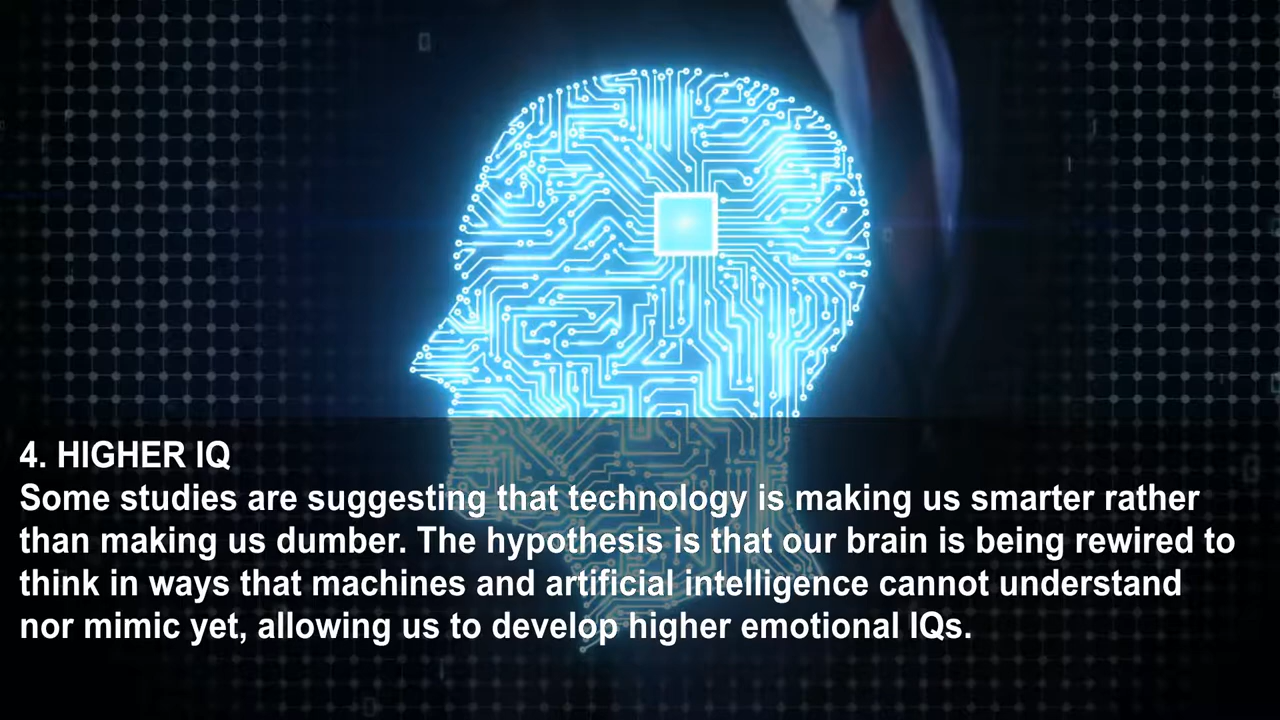 4. HIGHER IQ
Some studies are suggesting that technology is making us smarter rather
than making us dumber. The hypothesis is that our brain is being rewired to
think in ways that machines and artificial intelligence cannot understand
nor mimic yet, allowing us to develop higher emotional IQs.